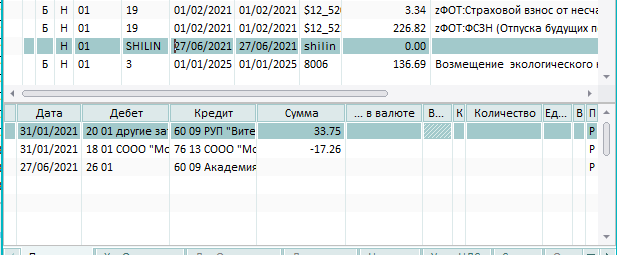 Б Н 01 19 01/02/2021 01/02/2021 $12_52 3.34 zФОТ:Страховой взнос от несча
Б Н 01 19 01/02/2021 01/02/2021 $12_52 226.82 zФОТ:ФСЗН (Отпуска будущих п
Б Н 01 SHILIN 27/06/2021 27/06/2021 shilin 0.00
Б Н 01 3 01/01/2025 01/01/2025 8006 136.69 Возмещение экологического
Дата Дебет Кредит Сумма ... в валюте В... К Количество Ед... В П
31/01/2021 20 01 другие за 60 09 РУП "Вите 33.75 Р
31/01/2021 18 01 СООО "Мо 76 13 СООО "Мо -17.26 Р
27/06/2021 26 01 60 09 Академия Р